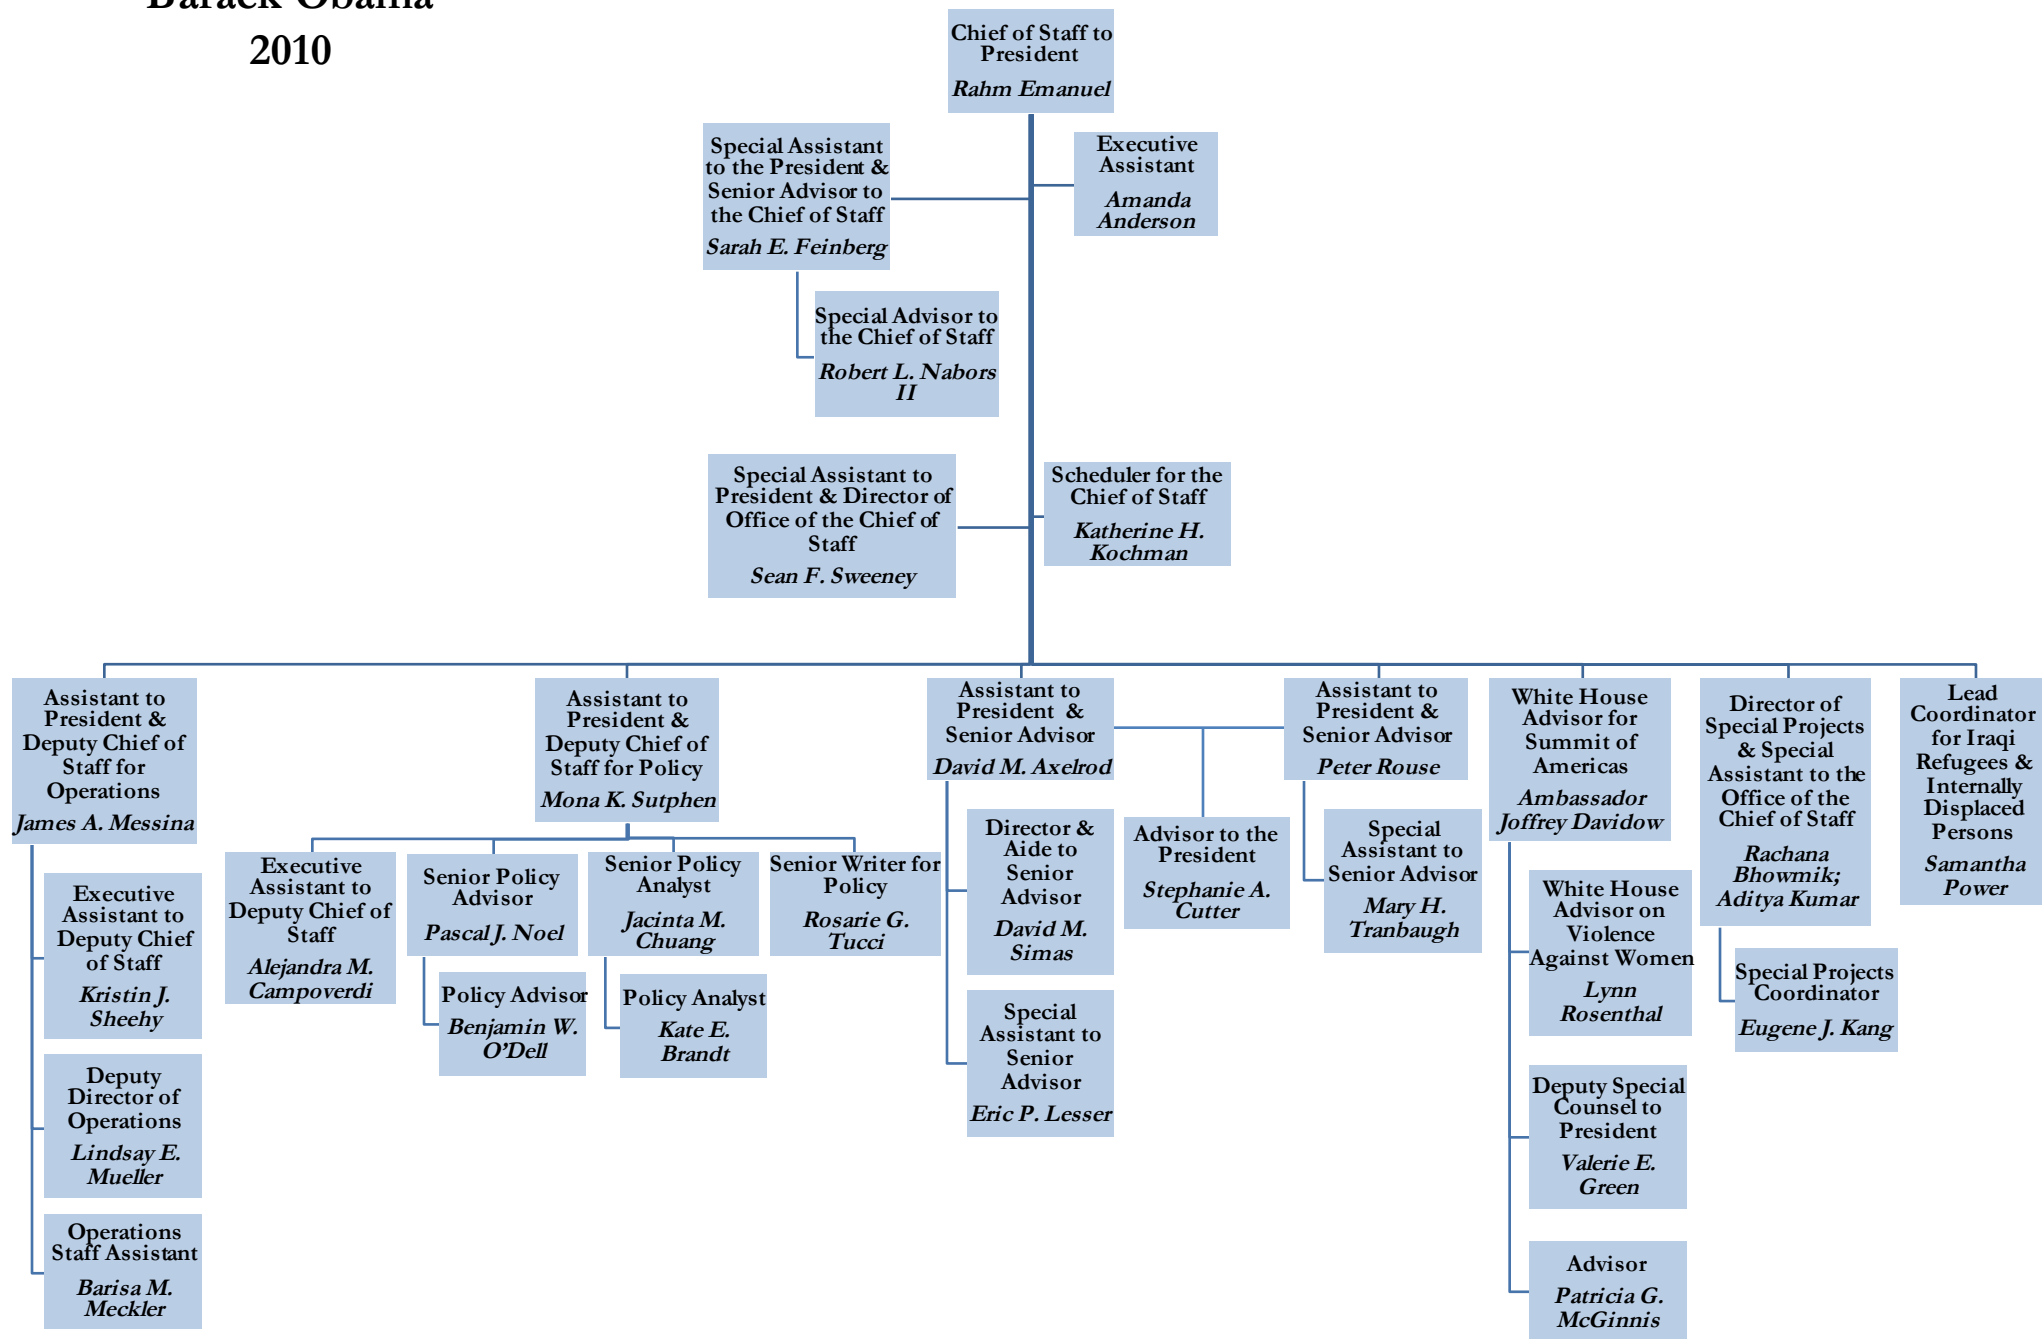 Barack Obama
2010
Chief of Staff to
President
Rahm Emanuel
Special Assistant
to the President &
Senior Advisor to
the Chief of Staff
Sarah E. Feinberg
Executive
Assistant
Amanda
Anderson
Special Advisor to
the Chief of Staff
Robert L. Nabors
II
Special Assistant to
President & Director of
Office of the Chief of
Staff
Sean F. Sweeney
Scheduler for the
Chief of Staff
Katherine H.
Kochman
Assistant to
President &
Deputy Chief of
Staff for
Operations
James A. Messina
Executive
Assistant to
Deputy Chief
of Staff
Kristin J.
Sheehy
Deputy
Director of
Operations
Lindsay E.
Mueller
Operations
Staff Assistant
Barisa M.
Meckler
Assistant to
President &
Deputy Chief of
Staff for Policy
Mona K. Sutphen
Executive
Assistant to
Deputy Chief of
Staff
Alejandra M.
Campoverdi
Senior Policy
Advisor
Pascal J. Noel
Policy Advisor
Benjamin W.
O'Dell
Senior Policy
Analyst
Jacinta M.
Chuang
Policy Analyst
Kate E.
Brandt
Senior Writer for
Policy
Rosarie G.
Tucci
Assistant to
President &
Senior Advisor
David M. Axelrod
Director &
Aide to
Senior
Advisor
David M.
Simas
Special
Assistant to
Senior
Advisor
Eric P. Lesser
Advisor to the
President
Stephanie A.
Cutter
Assistant to
President &
Senior Advisor
Peter Rouse
Special
Assistant to
Senior Advisor
Mary H.
Tranbaugh
White House
Advisor for
Summit of
Americas
Ambassador
Joffrey Davidow
White House
Advisor on
Violence
Against Women
Lynn
Rosenthal
Deputy Special
Counsel to
President
Valerie E.
Green
Advisor
Patricia G.
McGinnis
Director of
Special Projects
& Special
Assistant to the
Office of the
Chief of Staff
Rachana
Bhowmik;
Aditya Kumar
Special Projects
Coordinator
Eugene J. Kang
Lead
Coordinator
for Iraqi
Refugees &
Internally
Displaced
Persons
Samantha
Power